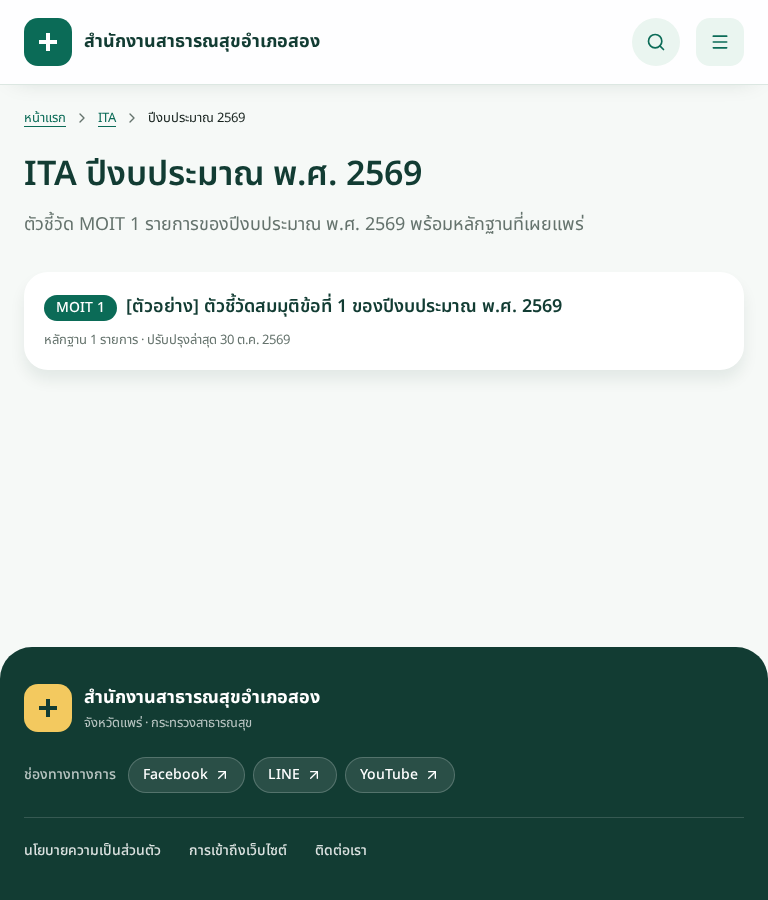 สำนักงานสาธารณสุขอำเภอสอง
หน้าแรก > ITA > ปีงบประมาณ 2569
ITA ปีงบประมาณ พ.ศ. 2569
ตัวชี้วัด MOIT 1 รายการของปีงบประมาณ พ.ศ. 2569 พร้อมหลักฐานที่เผยแพร่
MOIT 1 [ตัวอย่าง] ตัวชี้วัดสมมุติข้อที่ 1 ของปีงบประมาณ พ.ศ. 2569
หลักฐาน 1 รายการ · ปรับปรุงล่าสุด 30 ต.ค. 2569
สำนักงานสาธารณสุขอำเภอสอง
จังหวัดแพร่ · กระทรวงสาธารณสุข
ช่องทางทางการ Facebook LINE YouTube
นโยบายความเป็นส่วนตัว การเข้าถึงเว็บไซต์ ติดต่อเรา